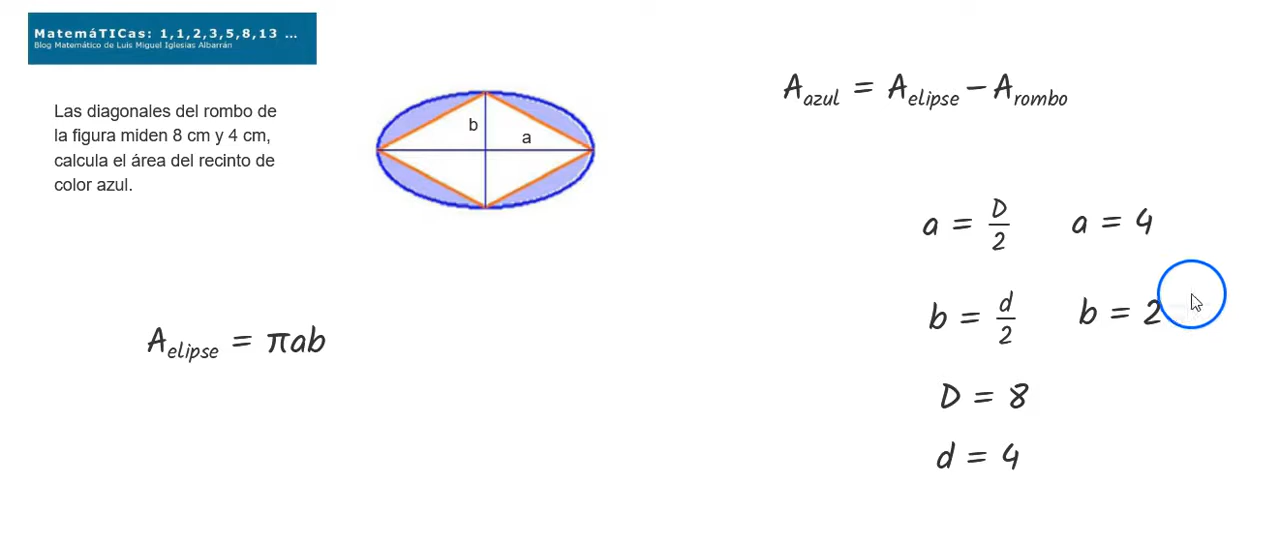 MatemáTICas: 1,1,2,3,5,8,13 ...
Blog Matemático de Luis Miguel Iglesias Albarrán
Las diagonales del rombo de
la figura miden 8 cm y 4 cm,
calcula el área del recinto de
color azul.
b
a
A_azul = A_elipse − A_rombo
a = D/2 a = 4
b = d/2 b = 2
A_elipse = πab
D = 8
d = 4